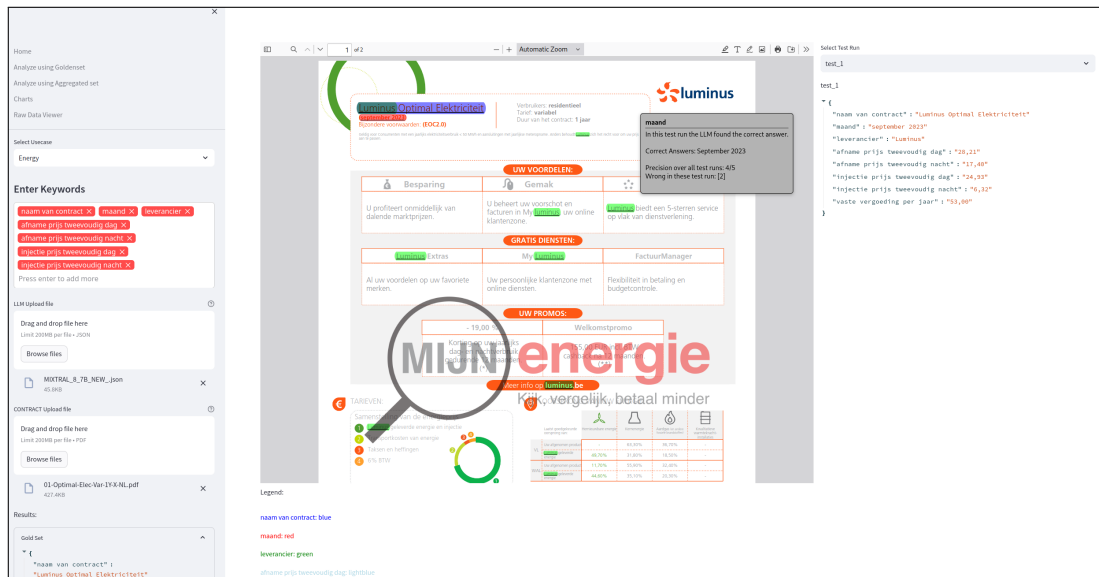 Home
Analyze using Goldenset
Analyze using Aggregated set
Charts
Raw Data Viewer
Select Usecase
Energy
Enter Keywords
naam van contract
maand
leverancier
afname prijs tweevoudig dag
afname prijs tweevoudig nacht
injectie prijs tweevoudig dag
injectie prijs tweevoudig nacht
Press enter to add more
LLM Upload file
Drag and drop file here
Limit 200MB per file • JSON
Browse files
MIXTRAL_8_7B_NEW_.json
45.8KB
CONTRACT Upload file
Drag and drop file here
Limit 200MB per file • PDF
Browse files
01-Optimal-Elec-Var-1Y-X-NL.pdf
427.4KB
Results:
Gold Set
{
"naam van contract" :
"Luminus Optimal Elektriciteit"
1 of 2
Automatic Zoom
Luminus Optimal Elektriciteit
(september 2023)
Bijzondere voorwaarden (EOC2.0)
Verbruikers: residentieel
Tarief: variabel
Duur van het contract: 1 jaar
luminus
maand
In this test run the LLM found the correct answer.
Correct Answers: September 2023
Precision over all test runs: 4/5
Wrong in these test run: [2]
UW VOORDELEN:
Besparing
Gemak
U profiteert onmiddellijk van dalende marktprijzen.
U beheert uw voorschot en facturen in My Luminus, uw online klantenzone.
Luminus biedt een 5-sterren service op vlak van dienstverlening.
GRATIS DIENSTEN:
Luminus Extras
My Luminus
FactuurManager
Al uw voordelen op uw favoriete merken.
Uw persoonlijke klantenzone met online diensten.
Flexibiliteit in betaling en budgetcontrole.
UW PROMOS:
- 19,00 %
Welkomstpromo
MIJN energie
Kijk, vergelijk, betaal minder
Meer info op luminus.be
TARIEVEN
Select Test Run
test_1
test_1
{
"naam van contract" : "Luminus Optimal Elektriciteit"
"maand" : "september 2023"
"leverancier" : "Luminus"
"afname prijs tweevoudig dag" : "20,21"
"afname prijs tweevoudig nacht" : "17,40"
"injectie prijs tweevoudig dag" : "24,93"
"injectie prijs tweevoudig nacht" : "6,32"
"vaste vergoeding per jaar" : "53,00"
}
Legend:
naam van contract: blue
maand: red
leverancier: green
afname prijs tweevoudig dag: lightblue